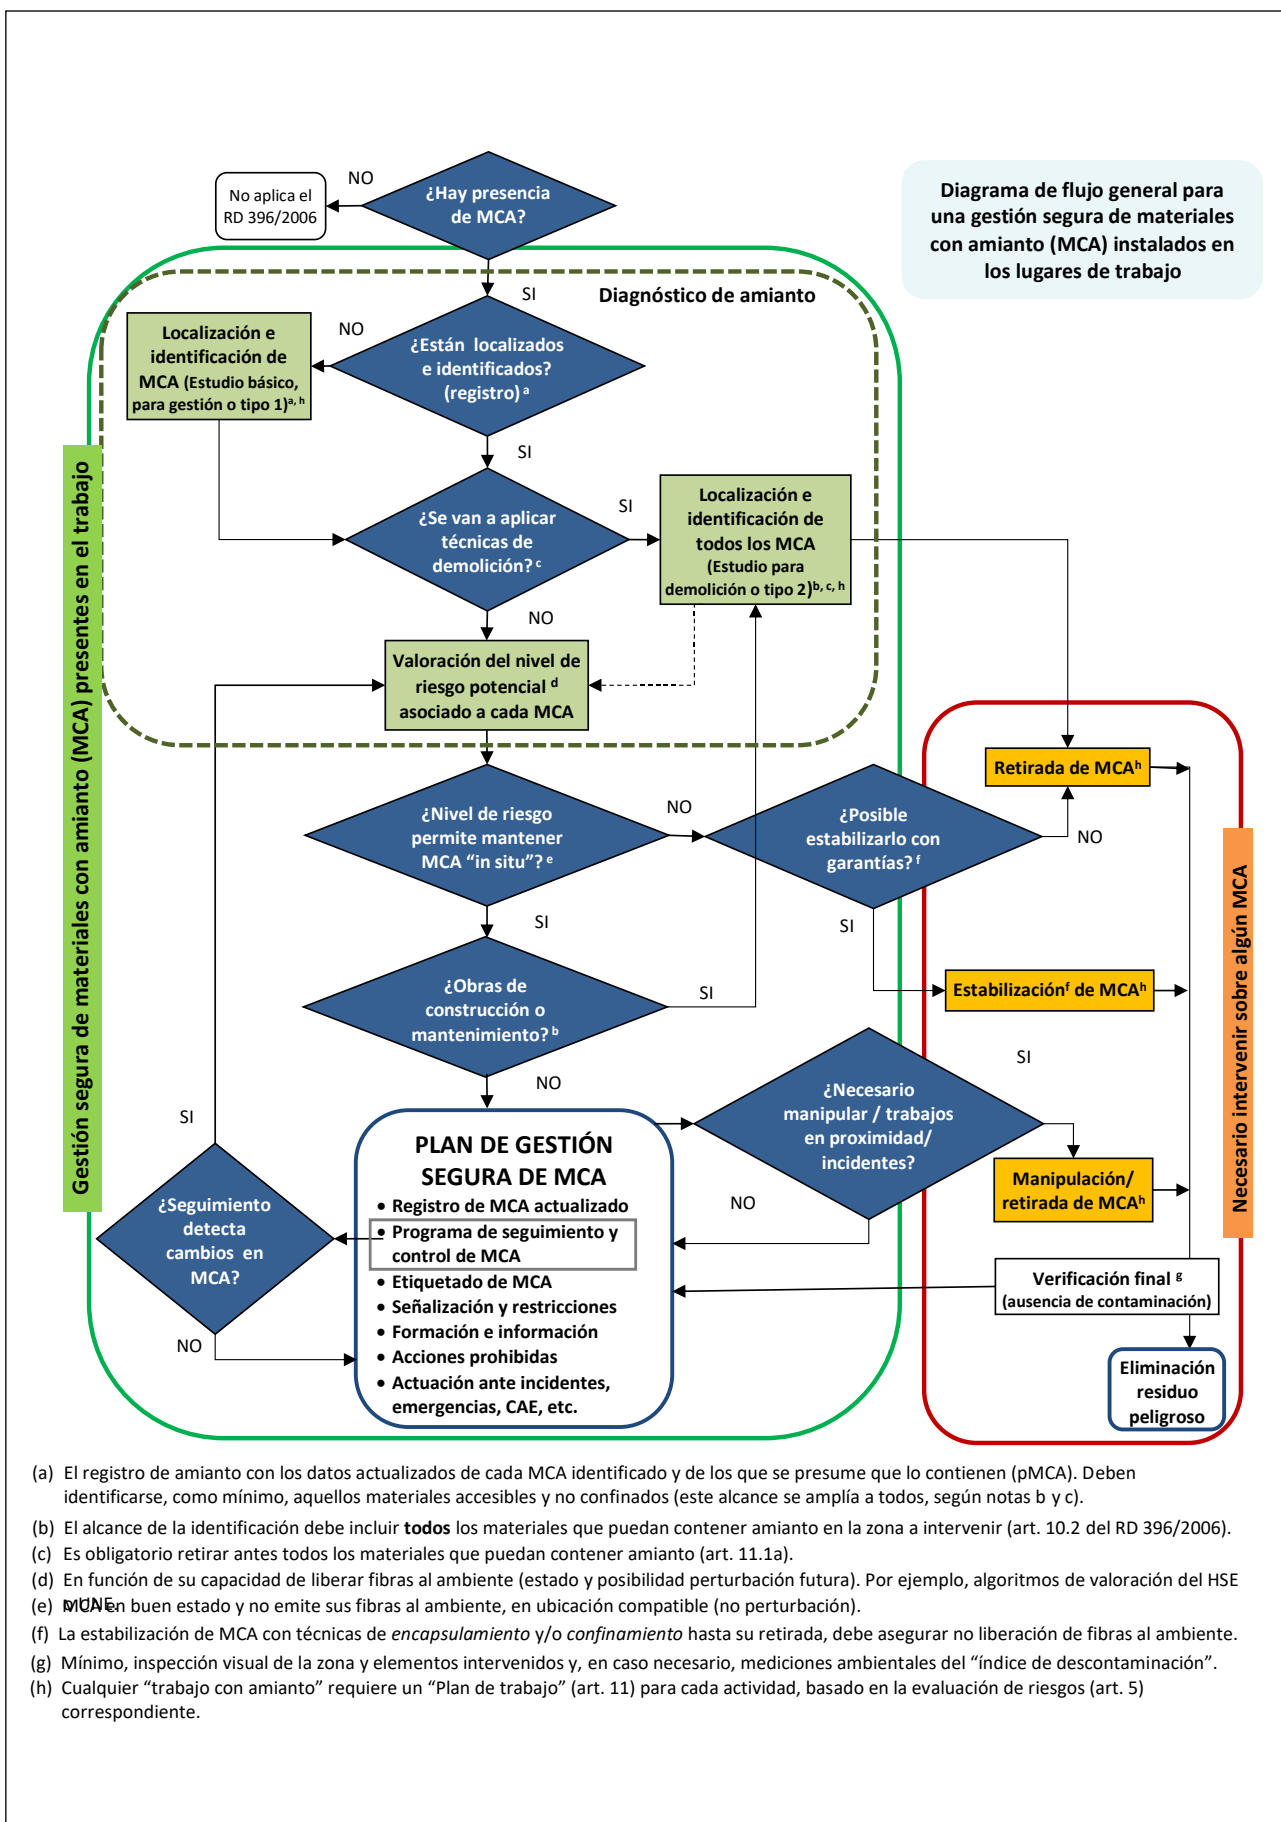 NO
No aplica el
RD 396/2006
¿Hay presencia
de MCA?
Diagrama de flujo general para
una gestión segura de materiales
con amianto (MCA) instalados en
los lugares de trabajo
SI
Diagnóstico de amianto
NO
Localización e
identificación de
MCA (Estudio básico,
para gestión o tipo 1)a, h
¿Están localizados
e identificados?
(registro) a
SI
¿Se van a aplicar
técnicas de
demolición? c
SI
Localización e
identificación de
todos los MCA
(Estudio para
demolición o tipo 2)b, c, h
NO
Valoración del nivel de
riesgo potencial d
asociado a cada MCA
Gestión segura de materiales con amianto (MCA) presentes en el trabajo
¿Nivel de riesgo
permite mantener
MCA “in situ”? e
NO
¿Posible
estabilizarlo con
garantías? f
NO
Retirada de MCAh
SI
SI
Estabilizaciónf de MCAh
Necesario intervenir sobre algún MCA
¿Obras de
construcción o
mantenimiento? b
SI
NO
¿Necesario
manipular / trabajos
en proximidad/
incidentes?
SI
NO
Manipulación/
retirada de MCAh
SI
¿Seguimiento
detecta
cambios en
MCA?
NO
PLAN DE GESTIÓN
SEGURA DE MCA
• Registro de MCA actualizado
• Programa de seguimiento y
control de MCA
• Etiquetado de MCA
• Señalización y restricciones
• Formación e información
• Acciones prohibidas
• Actuación ante incidentes,
emergencias, CAE, etc.
Verificación final g
(ausencia de contaminación)
Eliminación
residuo
peligroso
(a) El registro de amianto con los datos actualizados de cada MCA identificado y de los que se presume que lo contienen (pMCA). Deben
identificarse, como mínimo, aquellos materiales accesibles y no confinados (este alcance se amplía a todos, según notas b y c).
(b) El alcance de la identificación debe incluir todos los materiales que puedan contener amianto en la zona a intervenir (art. 10.2 del RD 396/2006).
(c) Es obligatorio retirar antes todos los materiales que puedan contener amianto (art. 11.1a).
(d) En función de su capacidad de liberar fibras al ambiente (estado y posibilidad perturbación futura). Por ejemplo, algoritmos de valoración del HSE
o UNE.
(e) MCA en buen estado y no emite sus fibras al ambiente, en ubicación compatible (no perturbación).
(f) La estabilización de MCA con técnicas de encapsulamiento y/o confinamiento hasta su retirada, debe asegurar no liberación de fibras al ambiente.
(g) Mínimo, inspección visual de la zona y elementos intervenidos y, en caso necesario, mediciones ambientales del “índice de descontaminación”.
(h) Cualquier “trabajo con amianto” requiere un “Plan de trabajo” (art. 11) para cada actividad, basado en la evaluación de riesgos (art. 5)
correspondiente.